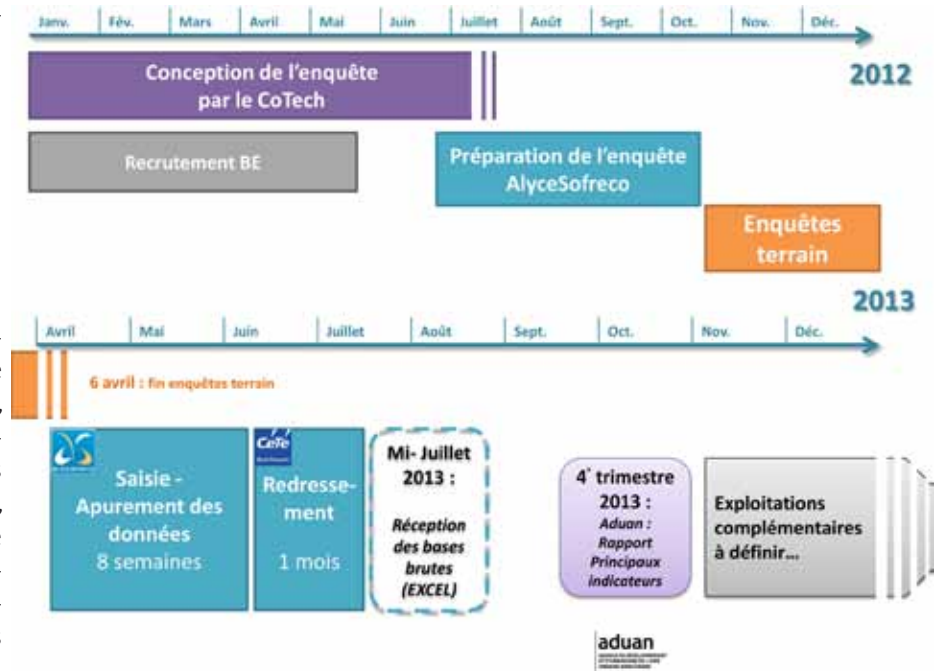 Janv. Fév. Mars Avril Mai Juin Juillet Août Sept. Oct. Nov. Déc.
2012
Conception de l'enquête
par le CoTech
Recrutement BE
Préparation de l'enquête
AlyceSofreco
Enquêtes
terrain
2013
Avril Mai Juin Juillet Août Sept. Oct. Nov. Déc.
6 avril : fin enquêtes terrain
Saisie -
Apurement des
données
8 semaines
CeTé
Redresse-
ment
1 mois
Mi- Juillet
2013 :
Réception
des bases
brutes
(EXCEL)
4° trimestre
2013 :
Aduan :
Rapport
Principaux
indicateurs
Exploitations
complémentaires
à définir...
aduan